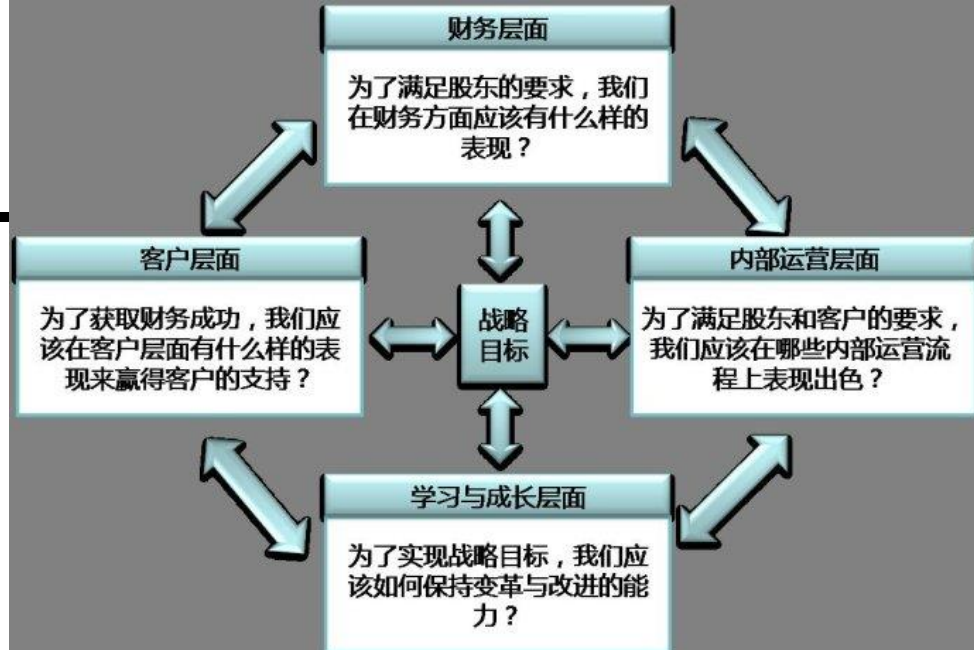 财务层面
为了满足股东的要求，我们
在财务方面应该有什么样的
表现？
客户层面
为了获取财务成功，我们应
该在客户层面有什么样的表
现来赢得客户的支持？
战略
目标
内部运营层面
为了满足股东和客户的要求，
我们应该在哪些内部运营流
程上表现出色？
学习与成长层面
为了实现战略目标，我们应
该如何保持变革与改进的能
力？